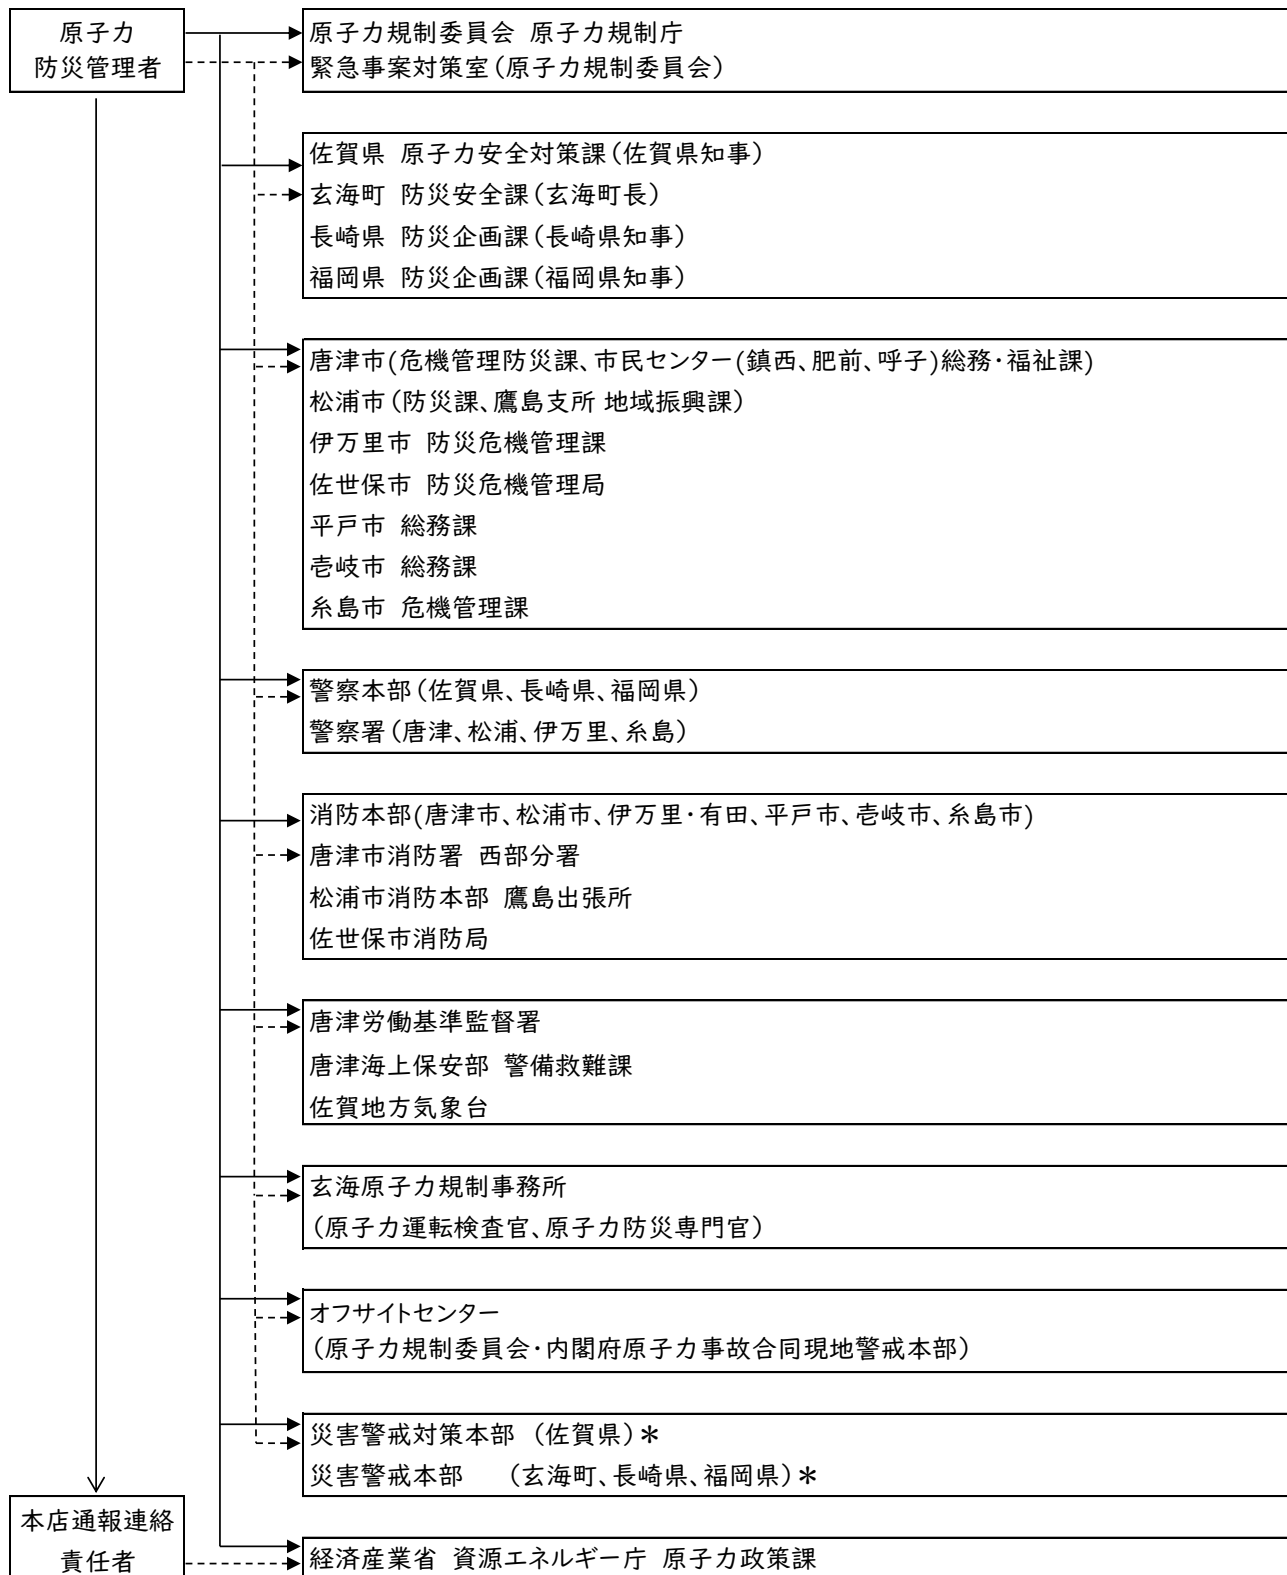 原子力
防災管理者
原子力規制委員会 原子力規制庁
緊急事案対策室(原子力規制委員会)
佐賀県 原子力安全対策課(佐賀県知事)
玄海町 防災安全課(玄海町長)
長崎県 防災企画課(長崎県知事)
福岡県 防災企画課(福岡県知事)
唐津市(危機管理防災課、市民センター(鎮西、肥前、呼子)総務・福祉課)
松浦市(防災課、鷹島支所 地域振興課)
伊万里市 防災危機管理課
佐世保市 防災危機管理局
平戸市 総務課
壱岐市 総務課
糸島市 危機管理課
警察本部(佐賀県、長崎県、福岡県)
警察署(唐津、松浦、伊万里、糸島)
消防本部(唐津市、松浦市、伊万里・有田、平戸市、壱岐市、糸島市)
唐津市消防署 西部分署
松浦市消防本部 鷹島出張所
佐世保市消防局
唐津労働基準監督署
唐津海上保安部 警備救難課
佐賀地方気象台
玄海原子力規制事務所
(原子力運転検査官、原子力防災専門官)
オフサイトセンター
(原子力規制委員会・内閣府原子力事故合同現地警戒本部)
災害警戒対策本部 (佐賀県)*
災害警戒本部 (玄海町、長崎県、福岡県)*
本店通報連絡
責任者
経済産業省 資源エネルギー庁 原子力政策課